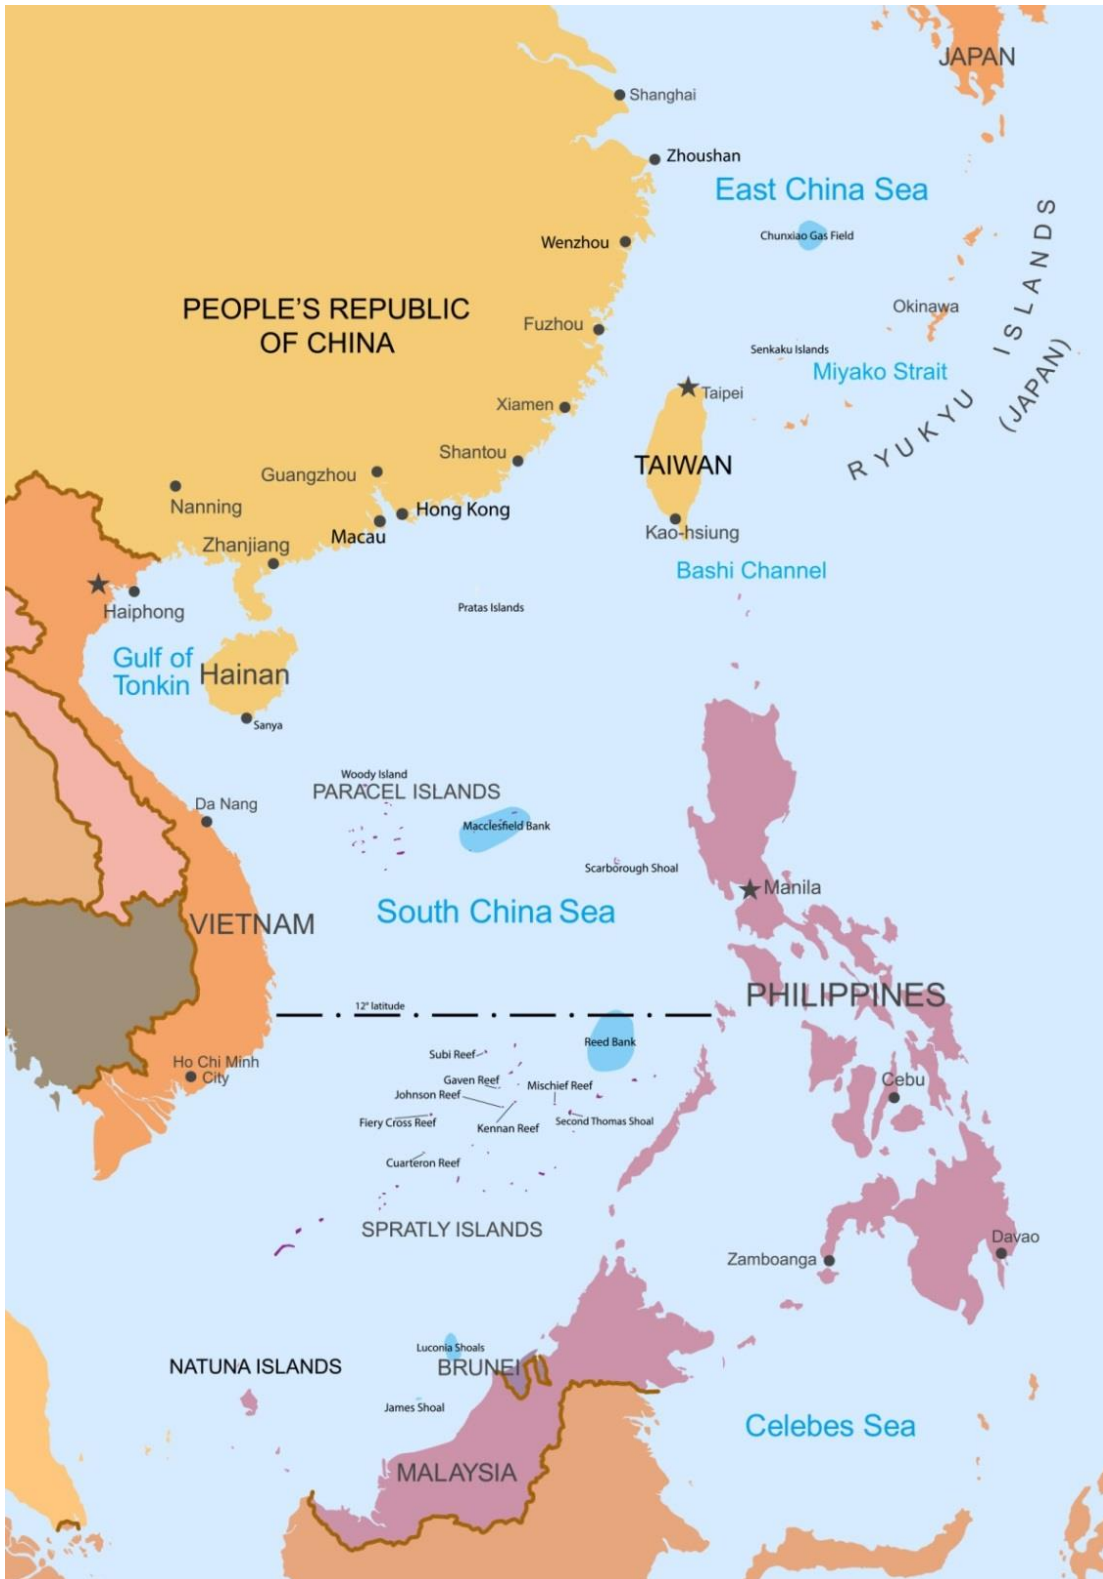 JAPAN
Shanghai
Zhoushan
East China Sea
Chunxiao Gas Field
Wenzhou
PEOPLE'S REPUBLIC
OF CHINA
Okinawa
RYUKYU ISLANDS
(JAPAN)
Fuzhou
Senkaku Islands
Miyako Strait
Taipei
Xiamen
Shantou
TAIWAN
Guangzhou
Nanning
Hong Kong
Macau
Kao-hsiung
Zhanjiang
Bashi Channel
Haiphong
Pratas Islands
Gulf of
Tonkin
Hainan
Sanya
Woody Island
PARACEL ISLANDS
Da Nang
Macclesfield Bank
Scarborough Shoal
Manila
South China Sea
VIETNAM
PHILIPPINES
12° latitude
Reed Bank
Subi Reef
Ho Chi Minh
City
Gaven Reef
Mischief Reef
Cebu
Johnson Reef
Fiery Cross Reef
Kennan Reef
Second Thomas Shoal
Cuarteron Reef
SPRATLY ISLANDS
Davao
Zamboanga
Luconia Shoals
NATUNA ISLANDS
BRUNEI
James Shoal
Celebes Sea
MALAYSIA